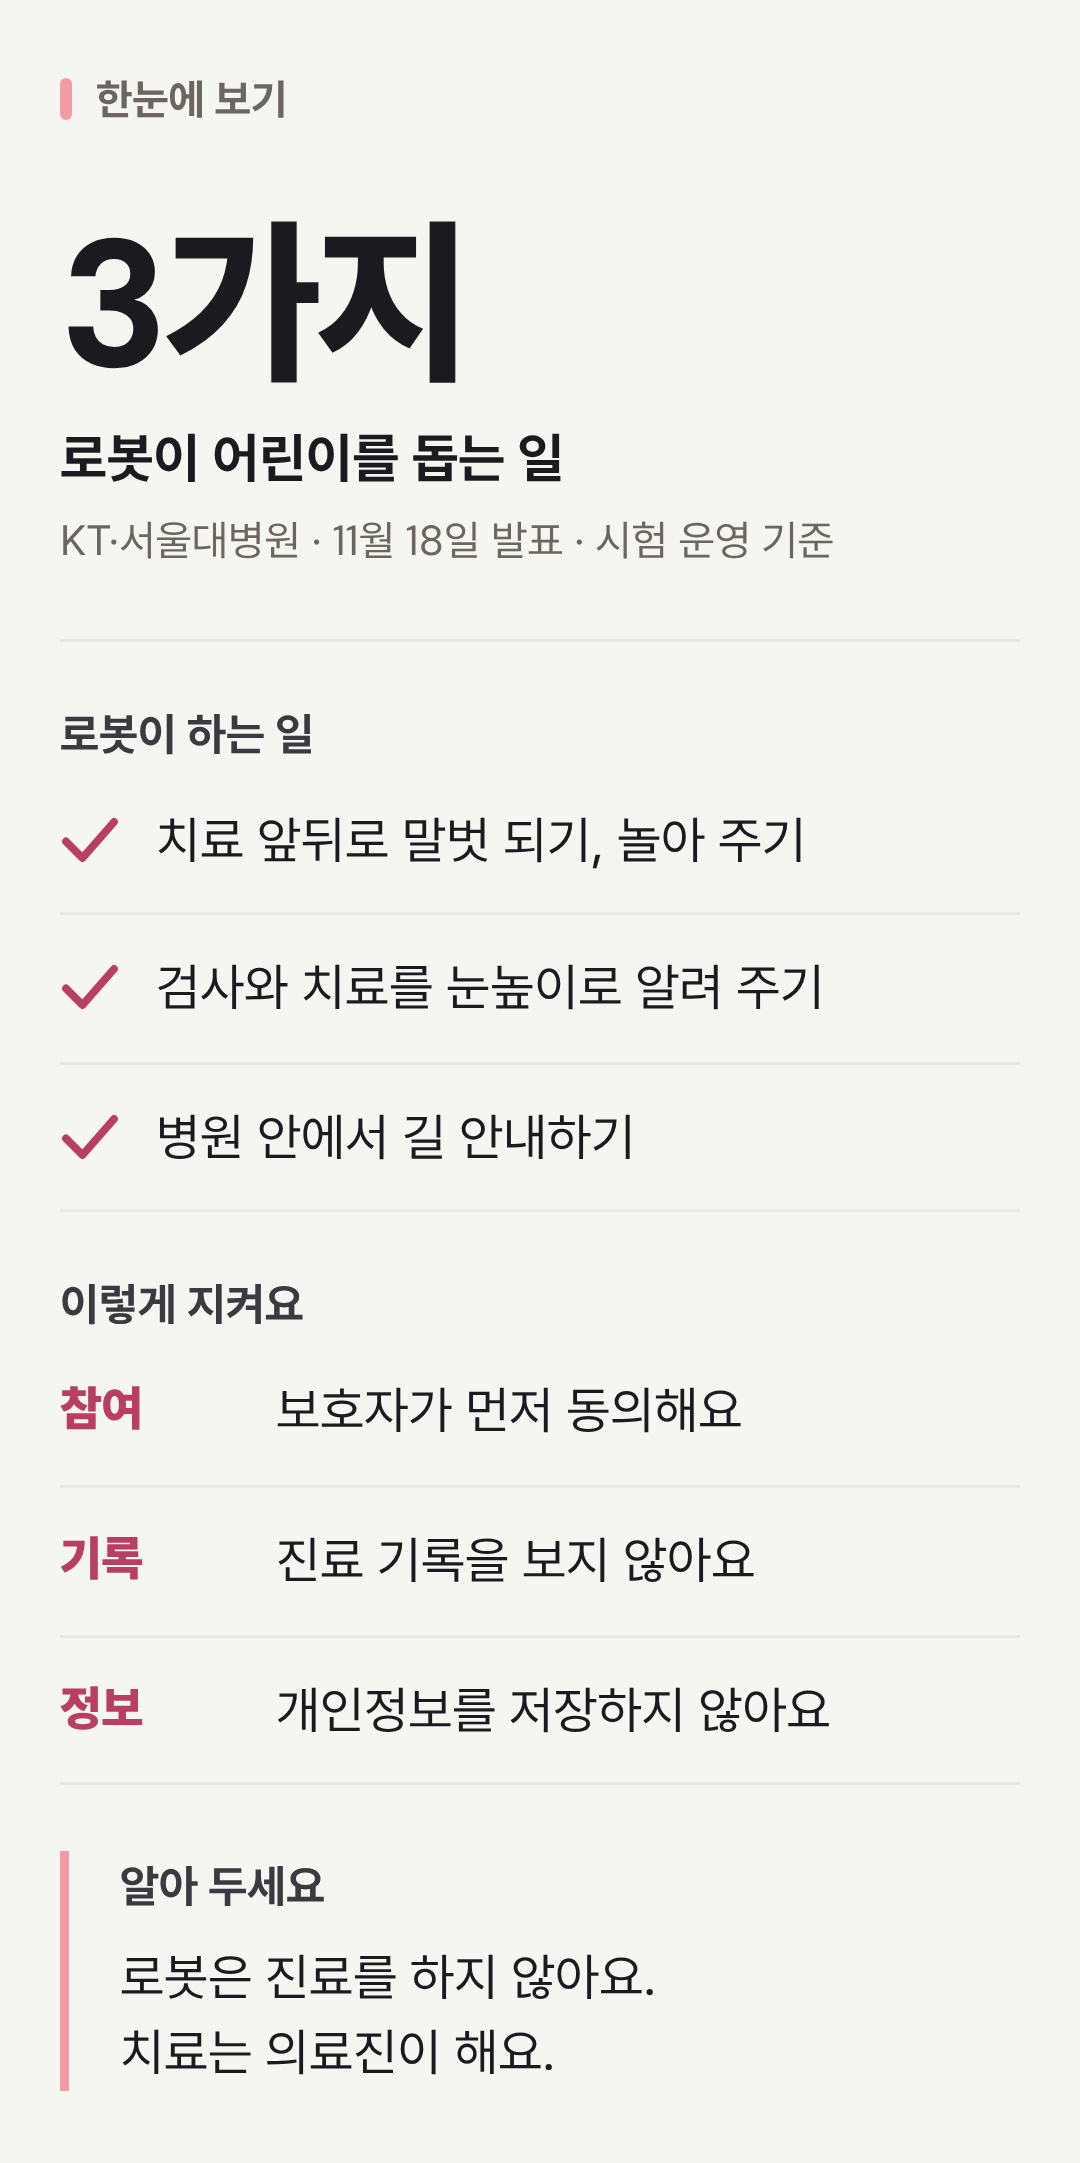 한눈에 보기
3가지
로봇이 어린이를 돕는 일
KT·서울대병원 · 11월 18일 발표 · 시험 운영 기준
로봇이 하는 일
치료 앞뒤로 말벗 되기, 놀아 주기
검사와 치료를 눈높이로 알려 주기
병원 안에서 길 안내하기
이렇게 지켜요
참여 보호자가 먼저 동의해요
기록 진료 기록을 보지 않아요
정보 개인정보를 저장하지 않아요
알아 두세요
로봇은 진료를 하지 않아요.
치료는 의료진이 해요.